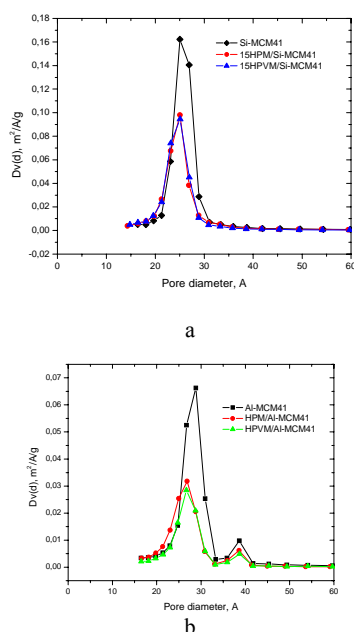 0,18
0,16
0,14
0,12
0,10
0,08
0,06
0,04
0,02
0,00
-0,02
Dv(d), m²/A/g
Si-MCM41
15HPM/Si-MCM41
15HPVM/Si-MCM41
0 10 20 30 40 50 60
Pore diameter, A
a
0,07
0,06
0,05
0,04
0,03
0,02
0,01
0,00
Dv(d), m²/A/g
Al-MCM41
HPM/Al-MCM41
HPVM/Al-MCM41
0 10 20 30 40 50 60
Pore diameter, A
b